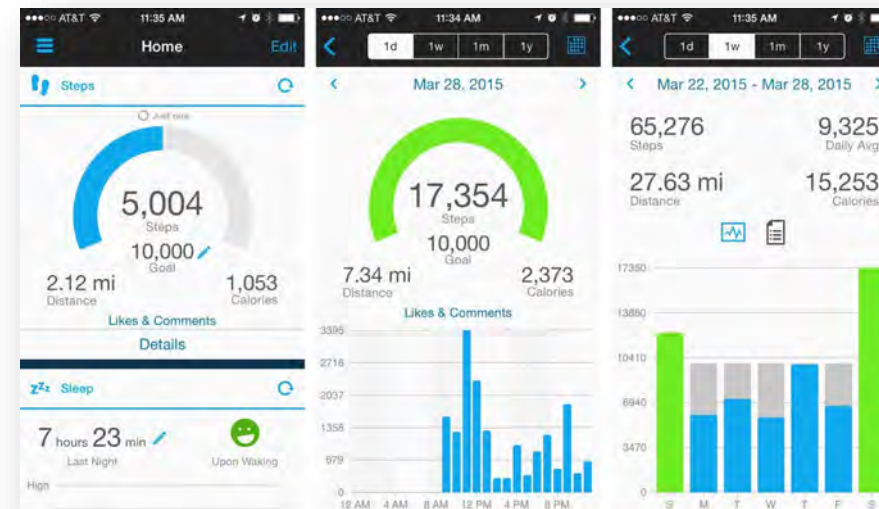 AT&T 11:35 AM
Home Edit
Steps
Just now
5,004
Steps
10,000
Goal
2.12 mi 1,053
Distance Calories
Likes & Comments
Details
zzz Sleep
7 hours 23 min
Last Night Upon Waking
High
AT&T 11:34 AM
1d 1w 1m 1y
Mar 28, 2015
17,354
Steps
10,000
Goal
7.34 mi 2,373
Distance Calories
Likes & Comments
3395
2716
2037
1358
679
0
12 AM 4 AM 8 AM 12 PM 4 PM 8 PM
AT&T 11:35 AM
1d 1w 1m 1y
Mar 22, 2015 - Mar 28, 2015
65,276 9,325
Steps Daily Avg
27.63 mi 15,253
Distance Calories
17350
13880
10410
6940
3470
0
S M T W T F S